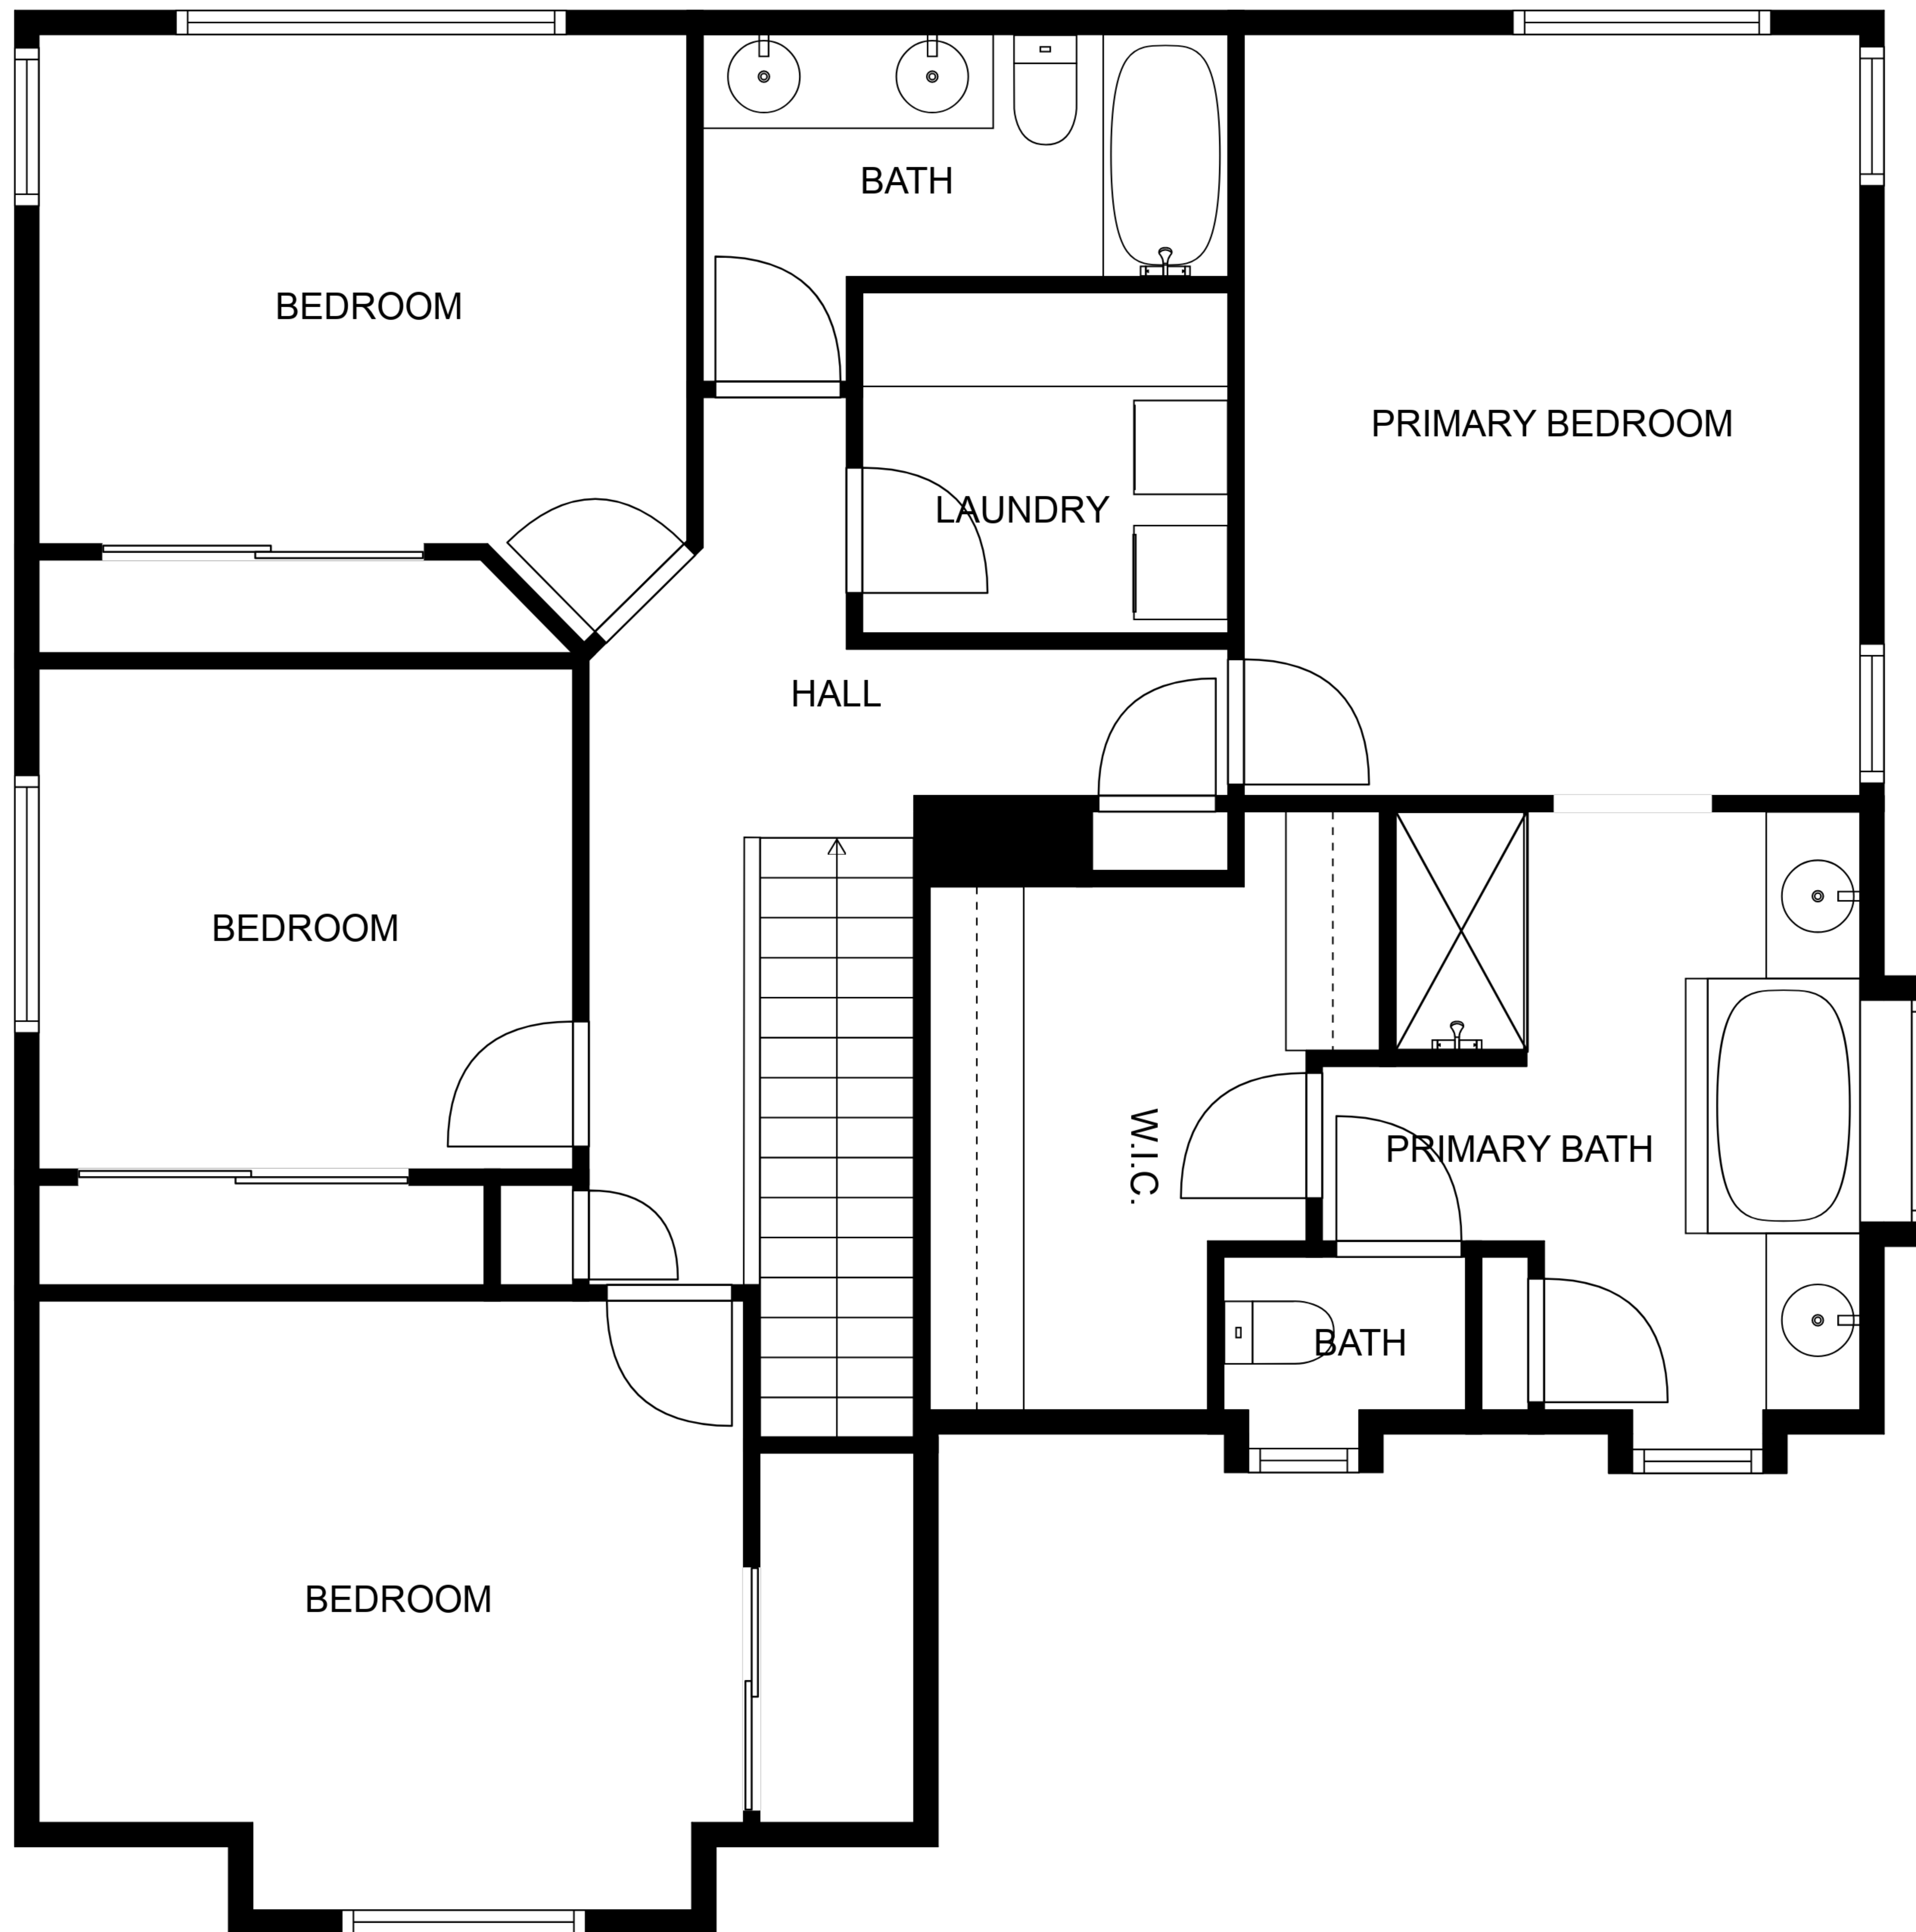 BATH
BEDROOM
PRIMARY BEDROOM
LAUNDRY
HALL
BEDROOM
W.I.C.
PRIMARY BATH
BATH
BEDROOM